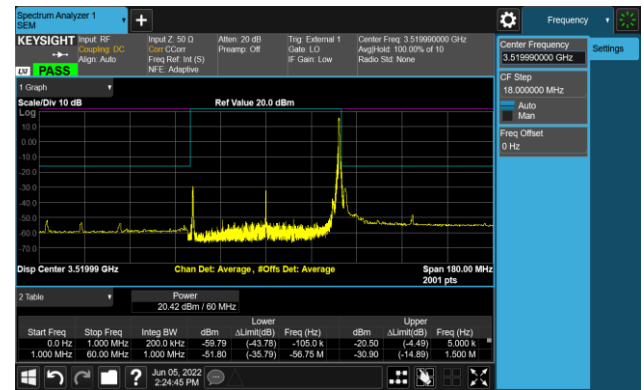 Spectrum Analyzer 1
SEM
+
Frequency
KEYSIGHT
Input: RF
Coupling: DC
Align: Auto
LXI
PASS
Input Z: 50 Ω
Corr CCorr
Freq Ref: Int (S)
NFE: Adaptive
Atten: 20 dB
Preamp: Off
Trig: External 1
Gate: LO
IF Gain: Low
Center Freq: 3.519990000 GHz
Avg|Hold: 100.00% of 10
Radio Std: None
Center Frequency
3.519990000 GHz
Settings
CF Step
18.000000 MHz
Auto
Man
Freq Offset
0 Hz
1 Graph
Scale/Div 10 dB
Ref Value 20.0 dBm
Log
10.0
0.00
-10.0
-20.0
-30.0
-40.0
-50.0
-60.0
-70.0
Disp Center 3.51999 GHz
Chan Det: Average, #Offs Det: Average
Span 180.00 MHz
2001 pts
2 Table
Power
20.42 dBm / 60 MHz
Lower Upper
Start Freq Stop Freq Integ BW dBm ΔLimit(dB) Freq (Hz) dBm ΔLimit(dB) Freq (Hz)
0.0 Hz 1.000 MHz 200.0 kHz -59.79 (-43.78) -105.0 k -20.50 (-4.49) 5.000 k
1.000 MHz 60.00 MHz 1.000 MHz -51.80 (-35.79) -56.75 M -30.90 (-14.89) 1.500 M
?
Jun 05, 2022
2:24:45 PM